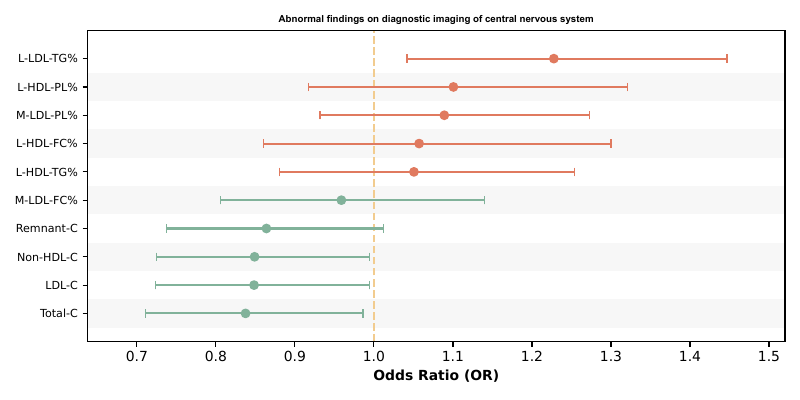 Abnormal findings on diagnostic imaging of central nervous system
L-LDL-TG%
L-HDL-PL%
M-LDL-PL%
L-HDL-FC%
L-HDL-TG%
M-LDL-FC%
Remnant-C
Non-HDL-C
LDL-C
Total-C
0.7 0.8 0.9 1.0 1.1 1.2 1.3 1.4 1.5
Odds Ratio (OR)